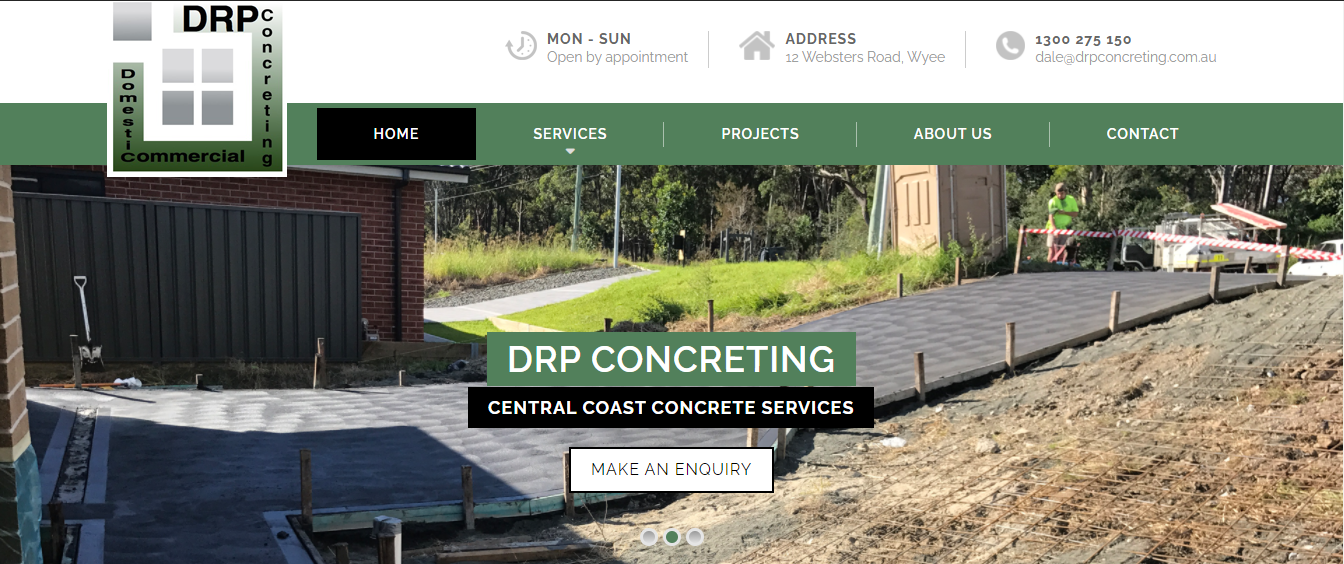 DRP
Concreting
Domestic
Commercial
MON - SUN
Open by appointment
ADDRESS
12 Websters Road, Wyee
1300 275 150
dale@drpconcreting.com.au
HOME
SERVICES
PROJECTS
ABOUT US
CONTACT
DRP CONCRETING
CENTRAL COAST CONCRETE SERVICES
MAKE AN ENQUIRY